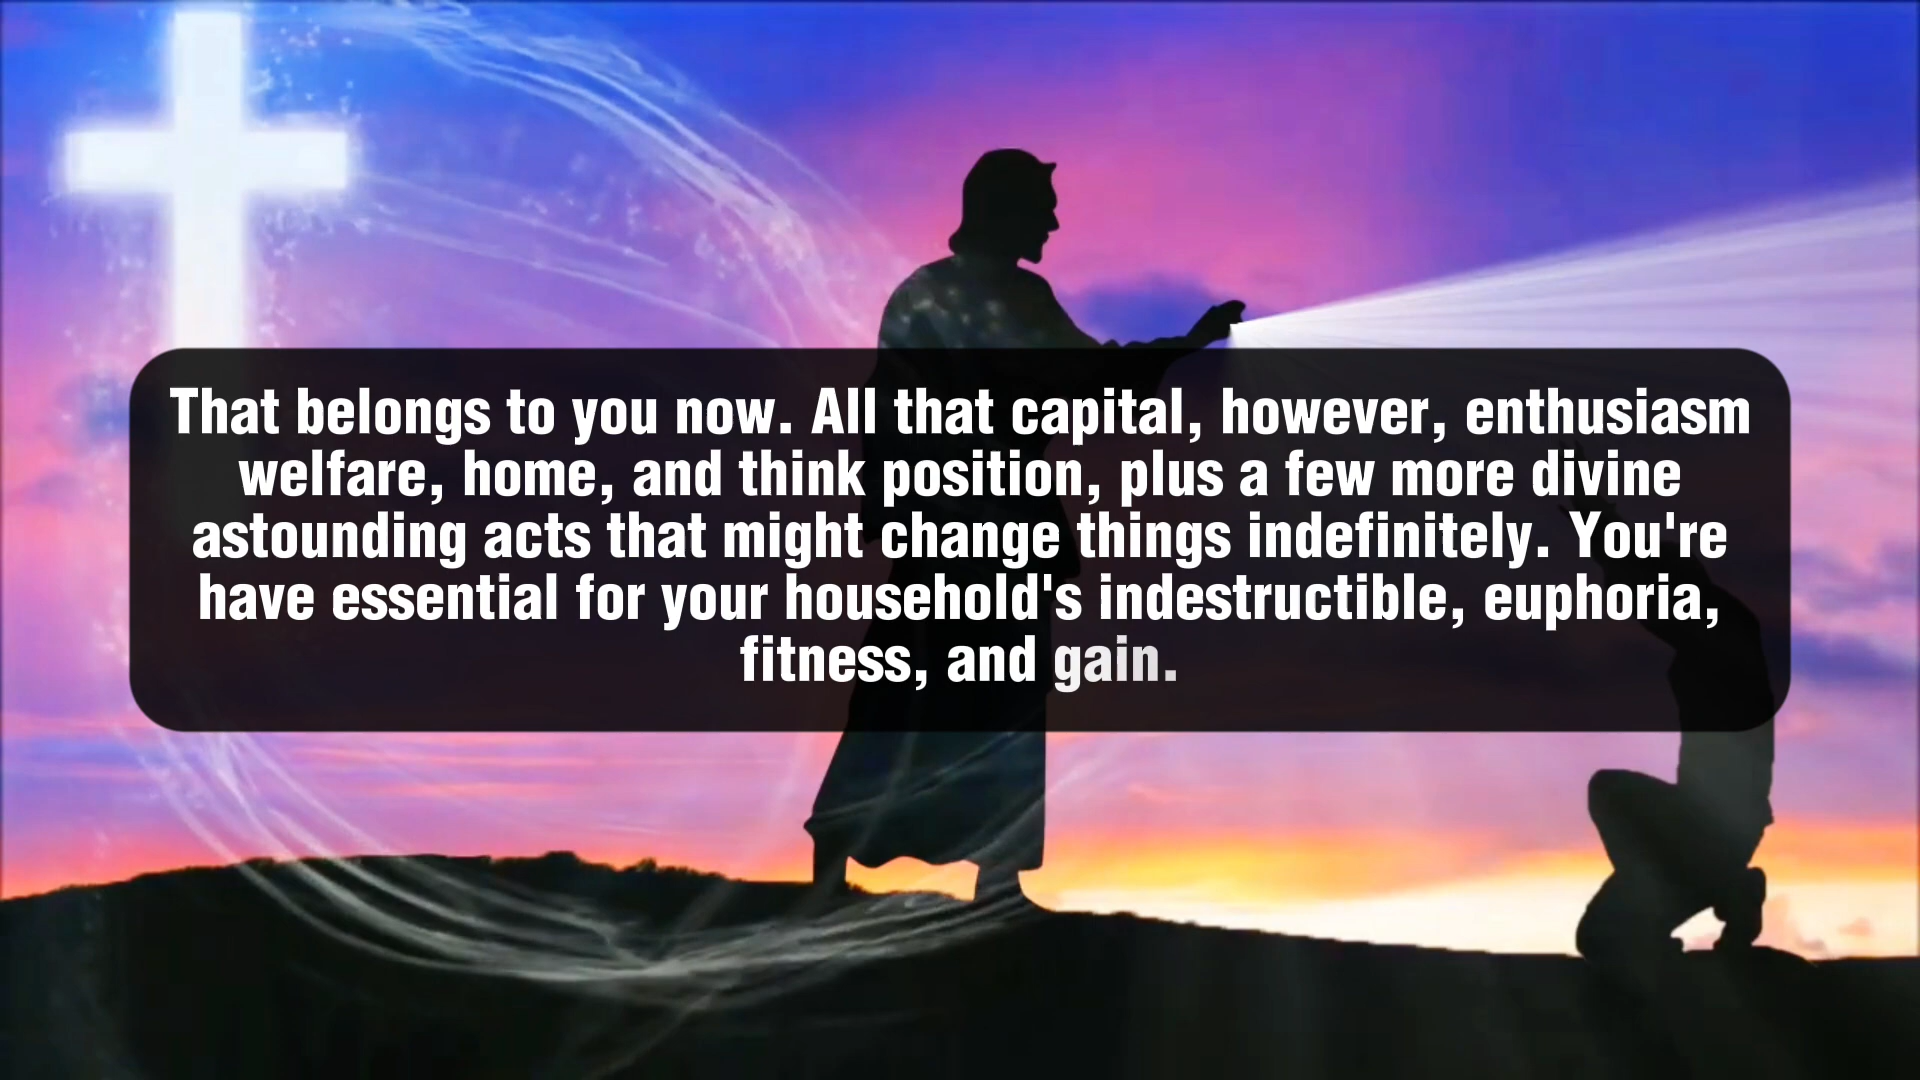 That belongs to you now. All that capital, however, enthusiasm
welfare, home, and think position, plus a few more divine
astounding acts that might change things indefinitely. You're
have essential for your household's indestructible, euphoria,
fitness, and gain.